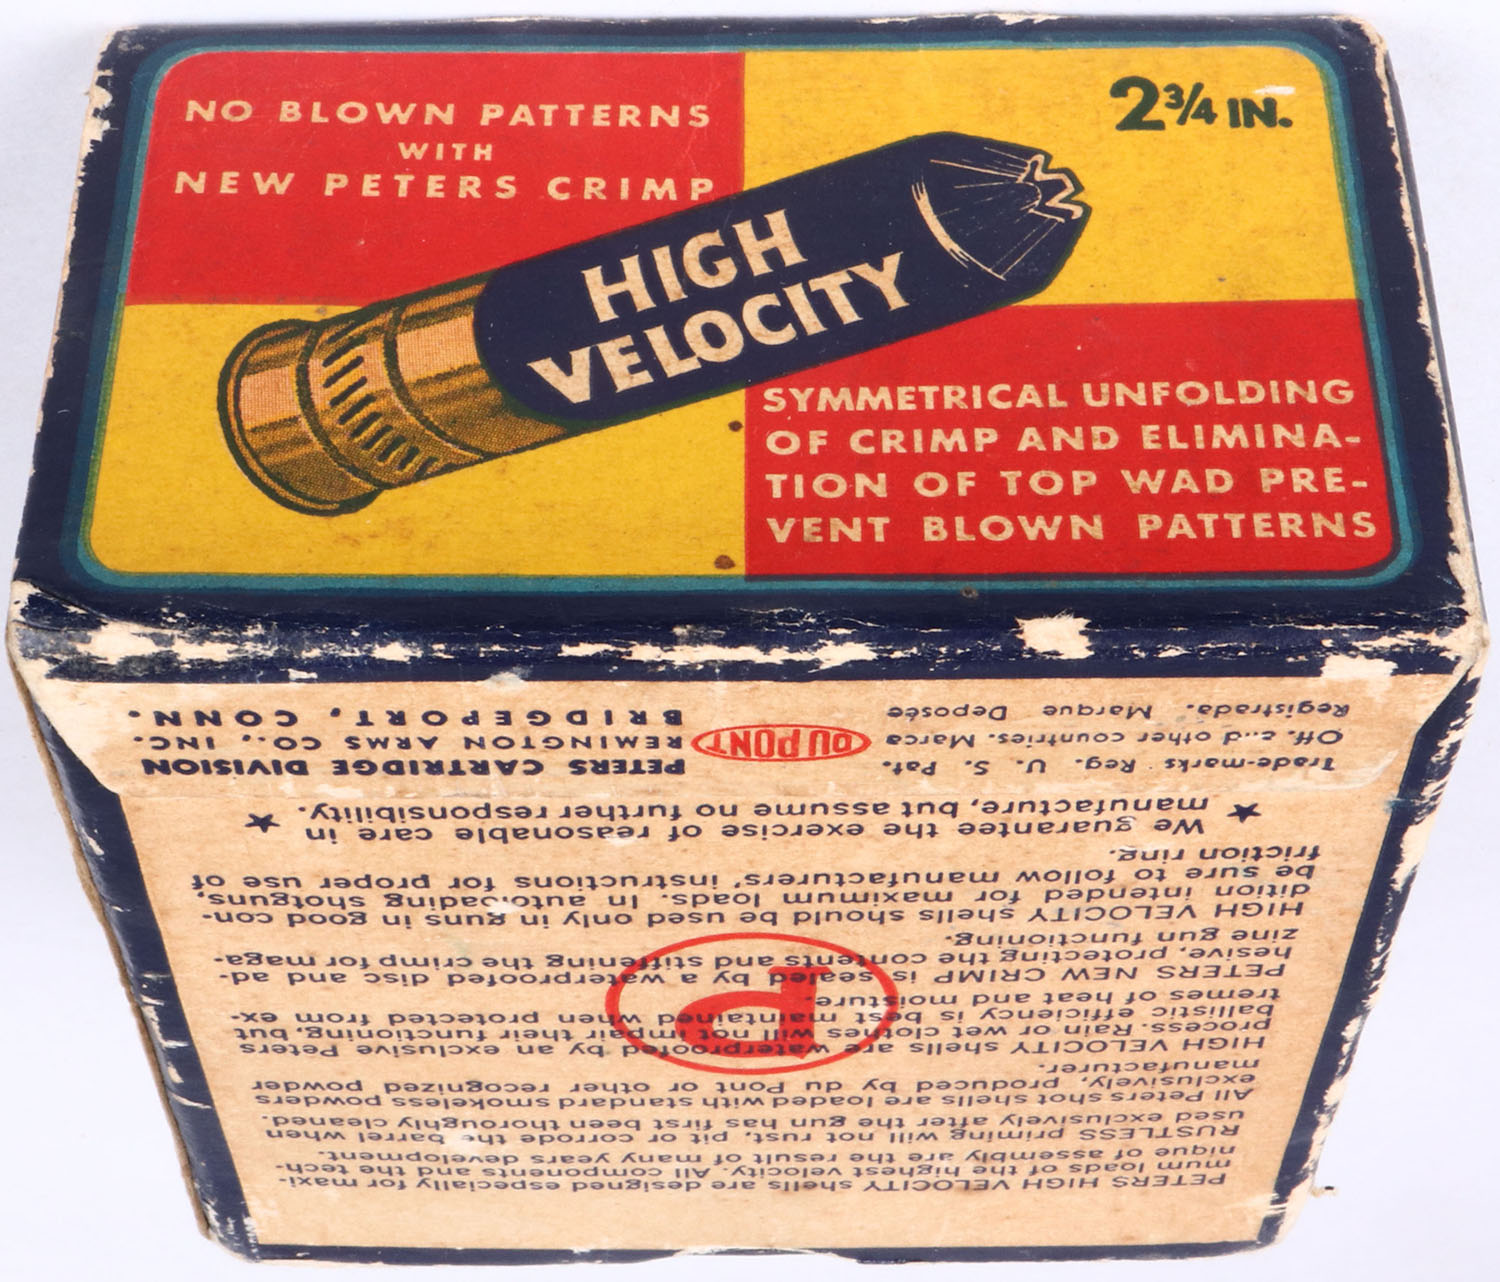 NO BLOWN PATTERNS
WITH
NEW PETERS CRIMP
2 3/4 IN.
HIGH
VELOCITY
SYMMETRICAL UNFOLDING
OF CRIMP AND ELIMINA-
TION OF TOP WAD PRE-
VENT BLOWN PATTERNS
PETERS HIGH VELOCITY shells are designed especially for maxi-
mum loads of the highest velocity. All components and the tech-
nique of assembly are the result of many years development.
RUSTLESS priming will not rust, pit or corrode the barrel when
used exclusively after the gun has first been thoroughly cleaned.
All Peters shot shells are loaded with standard smokeless powders
exclusively, produced by du Pont or other recognized powder
manufacturer.
HIGH VELOCITY shells are waterproofed by an exclusive Peters
process. Rain or wet clothes will not impair their functioning, but
ballistic efficiency is best maintained when protected from ex-
tremes of heat and moisture.
P
PETERS NEW CRIMP is sealed by a waterproofed disc and ad-
hesive, protecting the contents and stiffening the crimp for maga-
zine gun functioning.
HIGH VELOCITY shells should be used only in guns in good con-
dition intended for maximum loads. In autoloading shotguns,
be sure to follow manufacturers' instructions for proper use of
friction ring.
★ We guarantee the exercise of reasonable care in
manufacture, but assume no further responsibility. ★
Trade-marks Reg. U. S. Pat.
Off. and other countries. Marca
Registrada. Marque Deposée
DU PONT
PETERS CARTRIDGE DIVISION
REMINGTON ARMS CO., INC.
BRIDGEPORT, CONN.